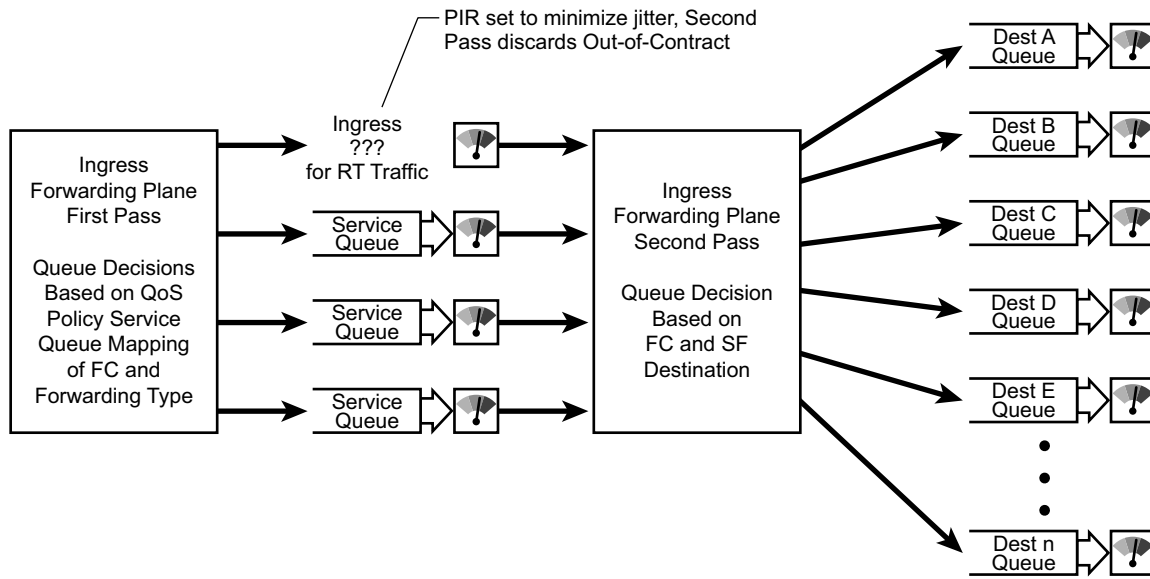 PIR set to minimize jitter, Second
Pass discards Out-of-Contract
Ingress
Forwarding Plane
First Pass
Queue Decisions
Based on QoS
Policy Service
Queue Mapping
of FC and
Forwarding Type
Ingress
???
for RT Traffic
Service
Queue
Service
Queue
Service
Queue
Ingress
Forwarding Plane
Second Pass
Queue Decision
Based on
FC and SF
Destination
Dest A
Queue
Dest B
Queue
Dest C
Queue
Dest D
Queue
Dest E
Queue
Dest n
Queue